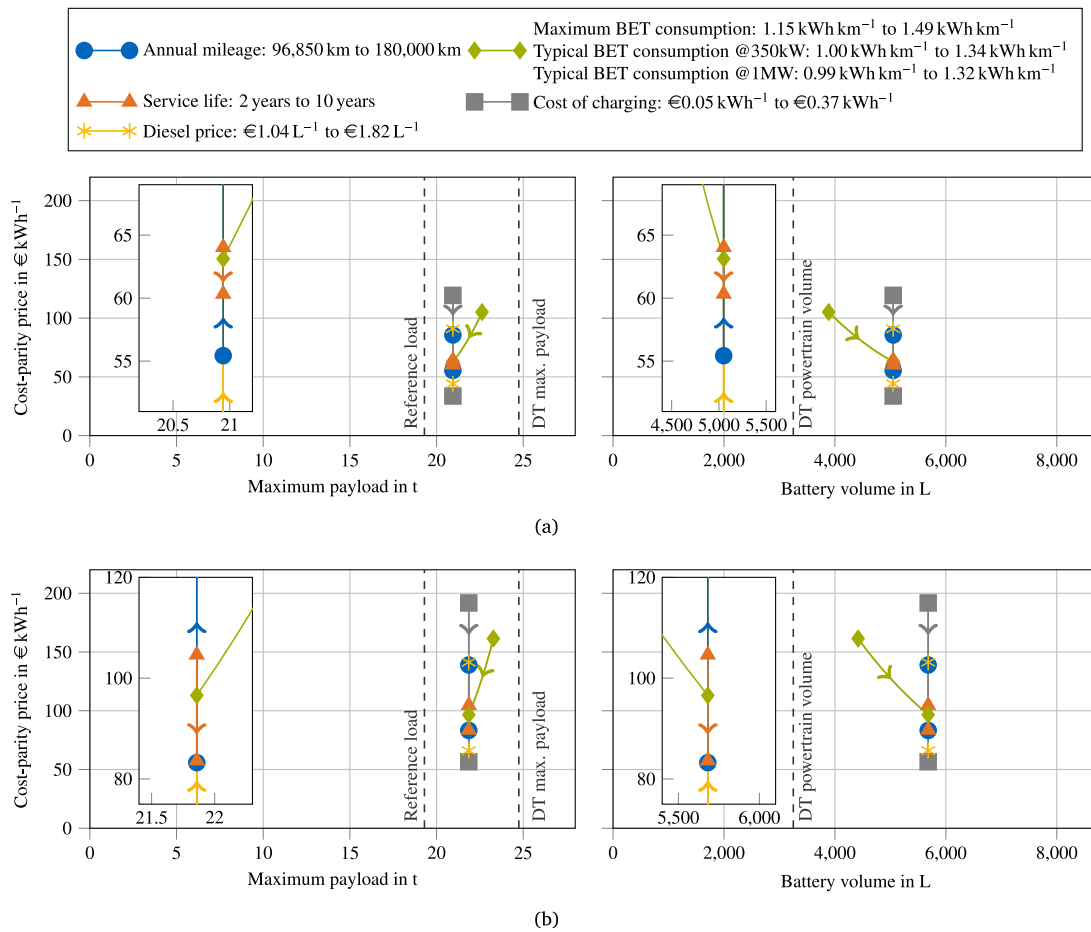 Annual mileage: 96,850 km to 180,000 km
Maximum BET consumption: 1.15 kWh km⁻¹ to 1.49 kWh km⁻¹
Typical BET consumption @350kW: 1.00 kWh km⁻¹ to 1.34 kWh km⁻¹
Typical BET consumption @1MW: 0.99 kWh km⁻¹ to 1.32 kWh km⁻¹
Service life: 2 years to 10 years
Cost of charging: €0.05 kWh⁻¹ to €0.37 kWh⁻¹
Diesel price: €1.04 L⁻¹ to €1.82 L⁻¹
Cost-parity price in € kWh⁻¹
200
150
100
50
0
65
60
55
20.5 21
Reference load
DT max. payload
0 5 10 15 20 25
Maximum payload in t
65
60
55
4,500 5,000 5,500
DT powertrain volume
0 2,000 4,000 6,000 8,000
Battery volume in L
(a)
Cost-parity price in € kWh⁻¹
200
150
100
50
0
120
100
80
21.5 22
Reference load
DT max. payload
0 5 10 15 20 25
Maximum payload in t
120
100
80
5,500 6,000
DT powertrain volume
0 2,000 4,000 6,000 8,000
Battery volume in L
(b)